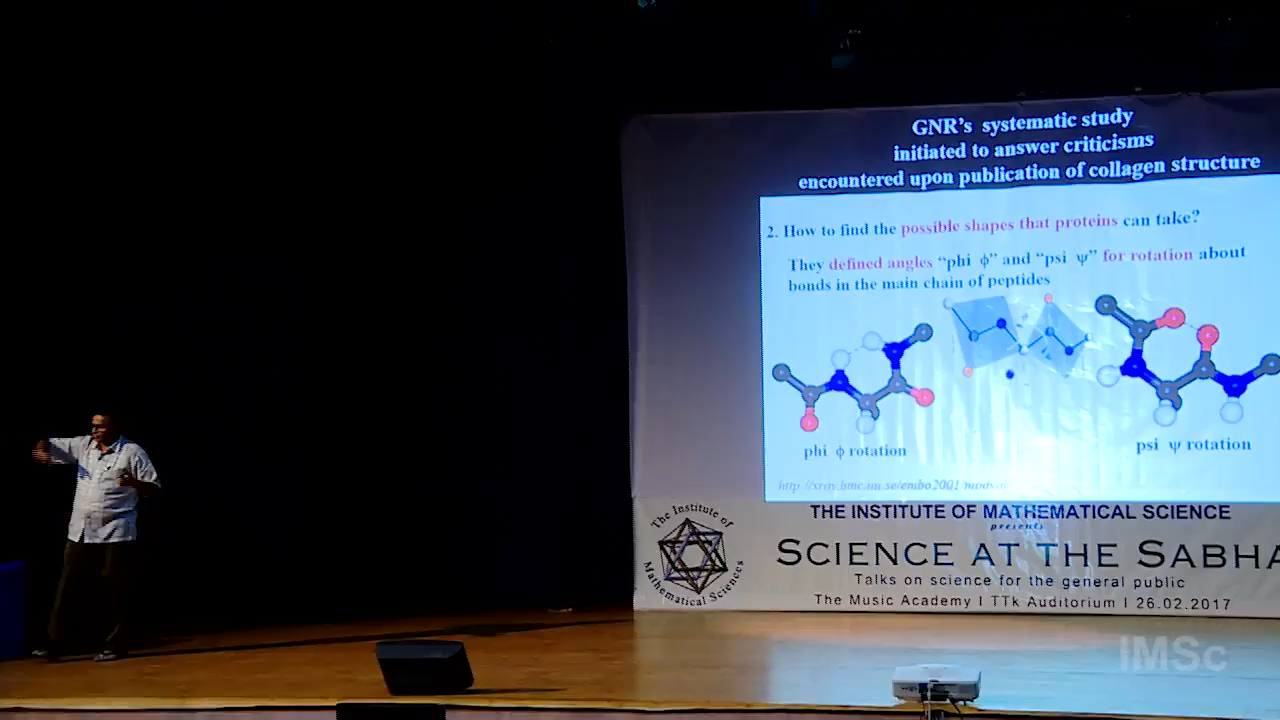 GNR's systematic study
initiated to answer criticisms
encountered upon publication of collagen structure
2. How to find the possible shapes that proteins can take?
They defined angles “phi ϕ” and “psi ψ” for rotation about
bonds in the main chain of peptides
phi ϕ rotation
psi ψ rotation
The Institute of
Mathematical Sciences
THE INSTITUTE OF MATHEMATICAL SCIENCE
presents
SCIENCE AT THE SABHA
Talks on science for the general public
The Music Academy I TTk Auditorium I 26.02.2017
IMSc